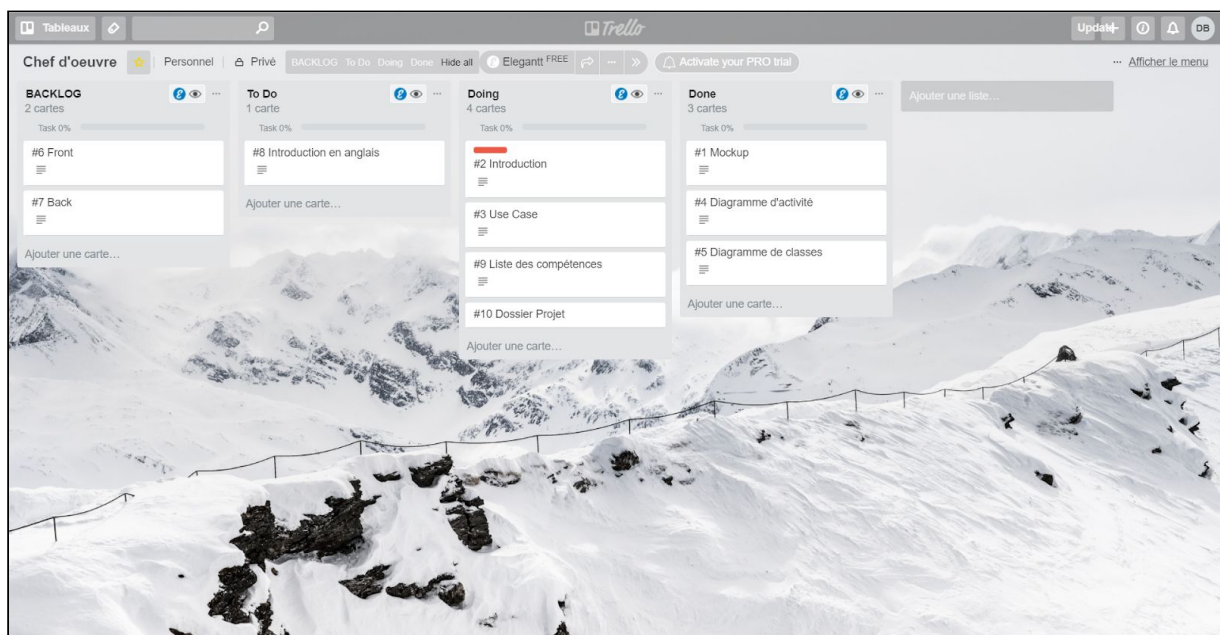 Tableaux
Trello
Update
DB
Chef d'oeuvre
Personnel
Privé
BACKLOG To Do Doing Done Hide all
Elegantt FREE
Activate your PRO trial
Afficher le menu
BACKLOG
2 cartes
Task 0%
#6 Front
#7 Back
Ajouter une carte…
To Do
1 carte
Task 0%
#8 Introduction en anglais
Ajouter une carte…
Doing
4 cartes
Task 0%
#2 Introduction
#3 Use Case
#9 Liste des compétences
#10 Dossier Projet
Ajouter une carte…
Done
3 cartes
Task 0%
#1 Mockup
#4 Diagramme d'activité
#5 Diagramme de classes
Ajouter une carte…
Ajouter une liste…